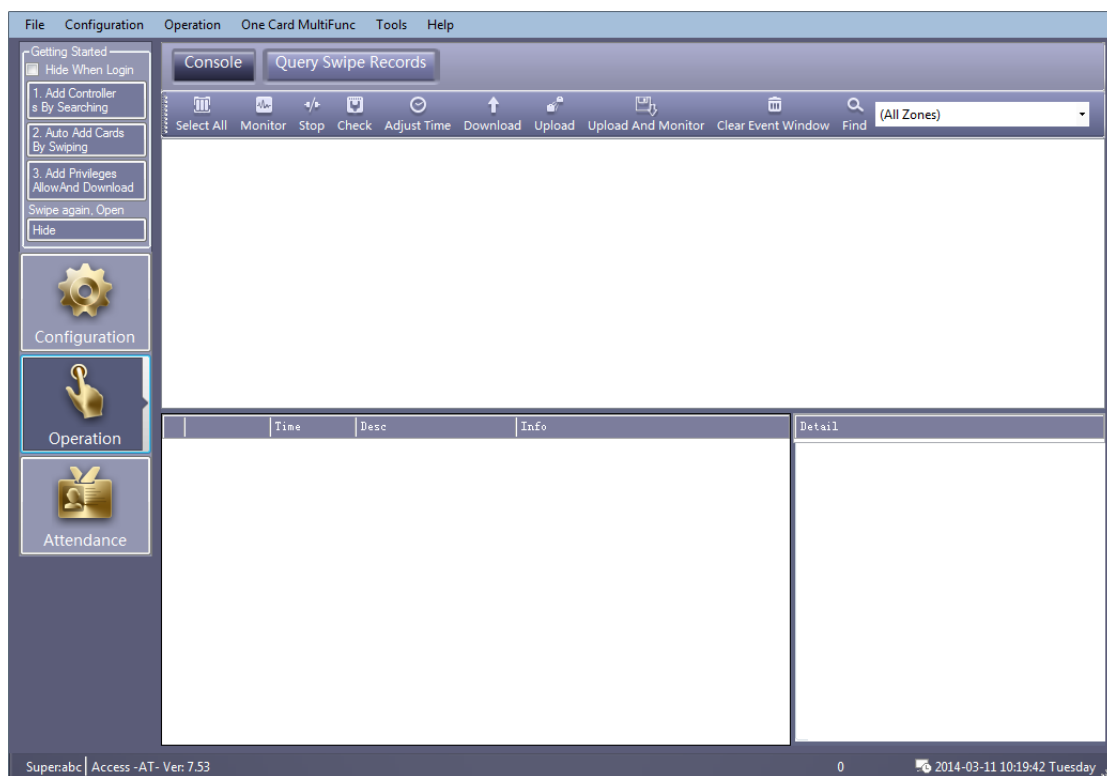 File Configuration Operation One Card MultiFunc Tools Help
Getting Started
Hide When Login
1. Add Controller
s By Searching
2. Auto Add Cards
By Swiping
3. Add Privileges
AllowAnd Download
Swipe again, Open
Hide
Configuration
Operation
Attendance
Console Query Swipe Records
Select All Monitor Stop Check Adjust Time Download Upload Upload And Monitor Clear Event Window Find (All Zones)
Time Desc Info Detail
Super:abc Access -AT- Ver: 7.53 0 2014-03-11 10:19:42 Tuesday